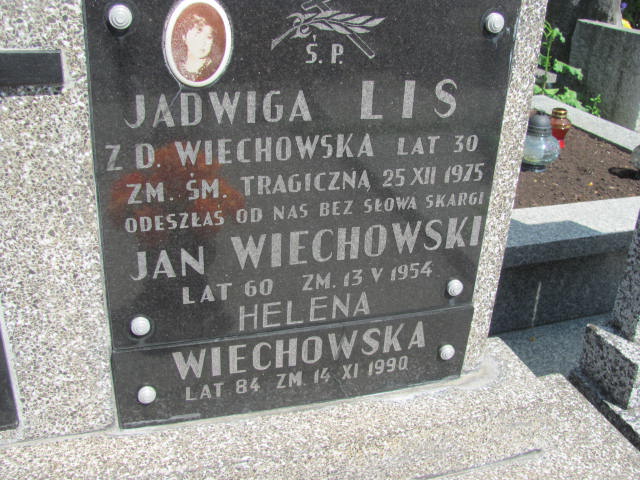 Ś. P.
JADWIGA LIS
Z D. WIECHOWSKA LAT 30
ZM. ŚM. TRAGICZNĄ 25 XII 1975
ODESZŁAŚ OD NAS BEZ SŁOWA SKARGI
JAN WIECHOWSKI
LAT 60 ZM. 13 V 1954
HELENA
WIECHOWSKA
LAT 84 ZM 14 XI 1990